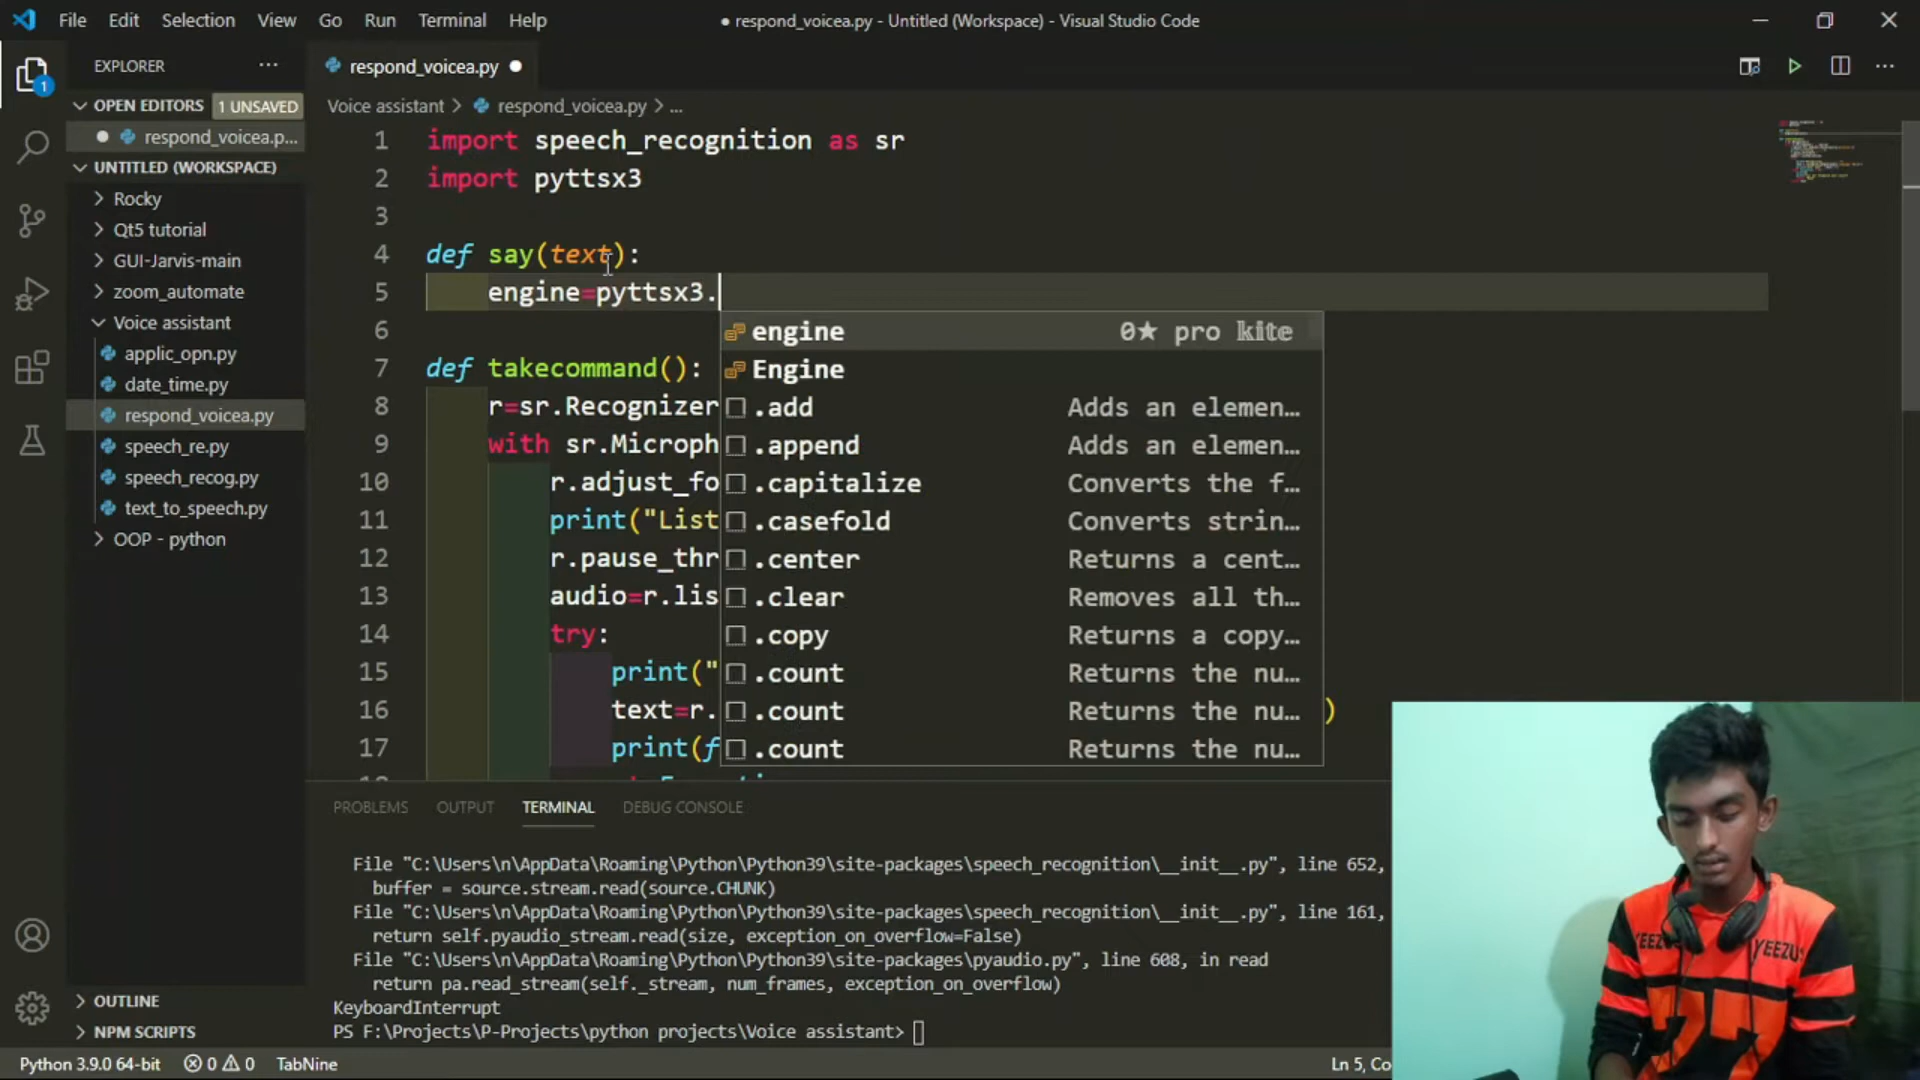 File Edit Selection View Go Run Terminal Help
● respond_voicea.py - Untitled (Workspace) - Visual Studio Code
EXPLORER ...
respond_voicea.py ●
OPEN EDITORS 1 UNSAVED
Voice assistant > respond_voicea.py > ...
respond_voicea.p...
UNTITLED (WORKSPACE)
Rocky
Qt5 tutorial
GUI-Jarvis-main
zoom_automate
Voice assistant
applic_opn.py
date_time.py
respond_voicea.py
speech_re.py
speech_recog.py
text_to_speech.py
OOP - python
OUTLINE
NPM SCRIPTS
1
1 import speech_recognition as sr
2 import pyttsx3
3
4 def say(text):
5 engine=pyttsx3.
6
7 def takecommand():
8 r=sr.Recognizer
9 with sr.Microph
10 r.adjust_fo
11 print("List
12 r.pause_thr
13 audio=r.lis
14 try:
15 print("
16 text=r. )
17 print(f
engine 0★ pro kite
Engine
.add Adds an elemen...
.append Adds an elemen...
.capitalize Converts the f...
.casefold Converts strin...
.center Returns a cent...
.clear Removes all th...
.copy Returns a copy...
.count Returns the nu...
.count Returns the nu...
.count Returns the nu...
PROBLEMS OUTPUT TERMINAL DEBUG CONSOLE
File "C:\Users\n\AppData\Roaming\Python\Python39\site-packages\speech_recognition\__init__.py", line 652,
buffer = source.stream.read(source.CHUNK)
File "C:\Users\n\AppData\Roaming\Python\Python39\site-packages\speech_recognition\__init__.py", line 161,
return self.pyaudio_stream.read(size, exception_on_overflow=False)
File "C:\Users\n\AppData\Roaming\Python\Python39\site-packages\pyaudio.py", line 608, in read
return pa.read_stream(self._stream, num_frames, exception_on_overflow)
KeyboardInterrupt
PS F:\Projects\P-Projects\python projects\Voice assistant>
Python 3.9.0 64-bit 0 0 TabNine
Ln 5, Co
YEEZUS
YEEZUS